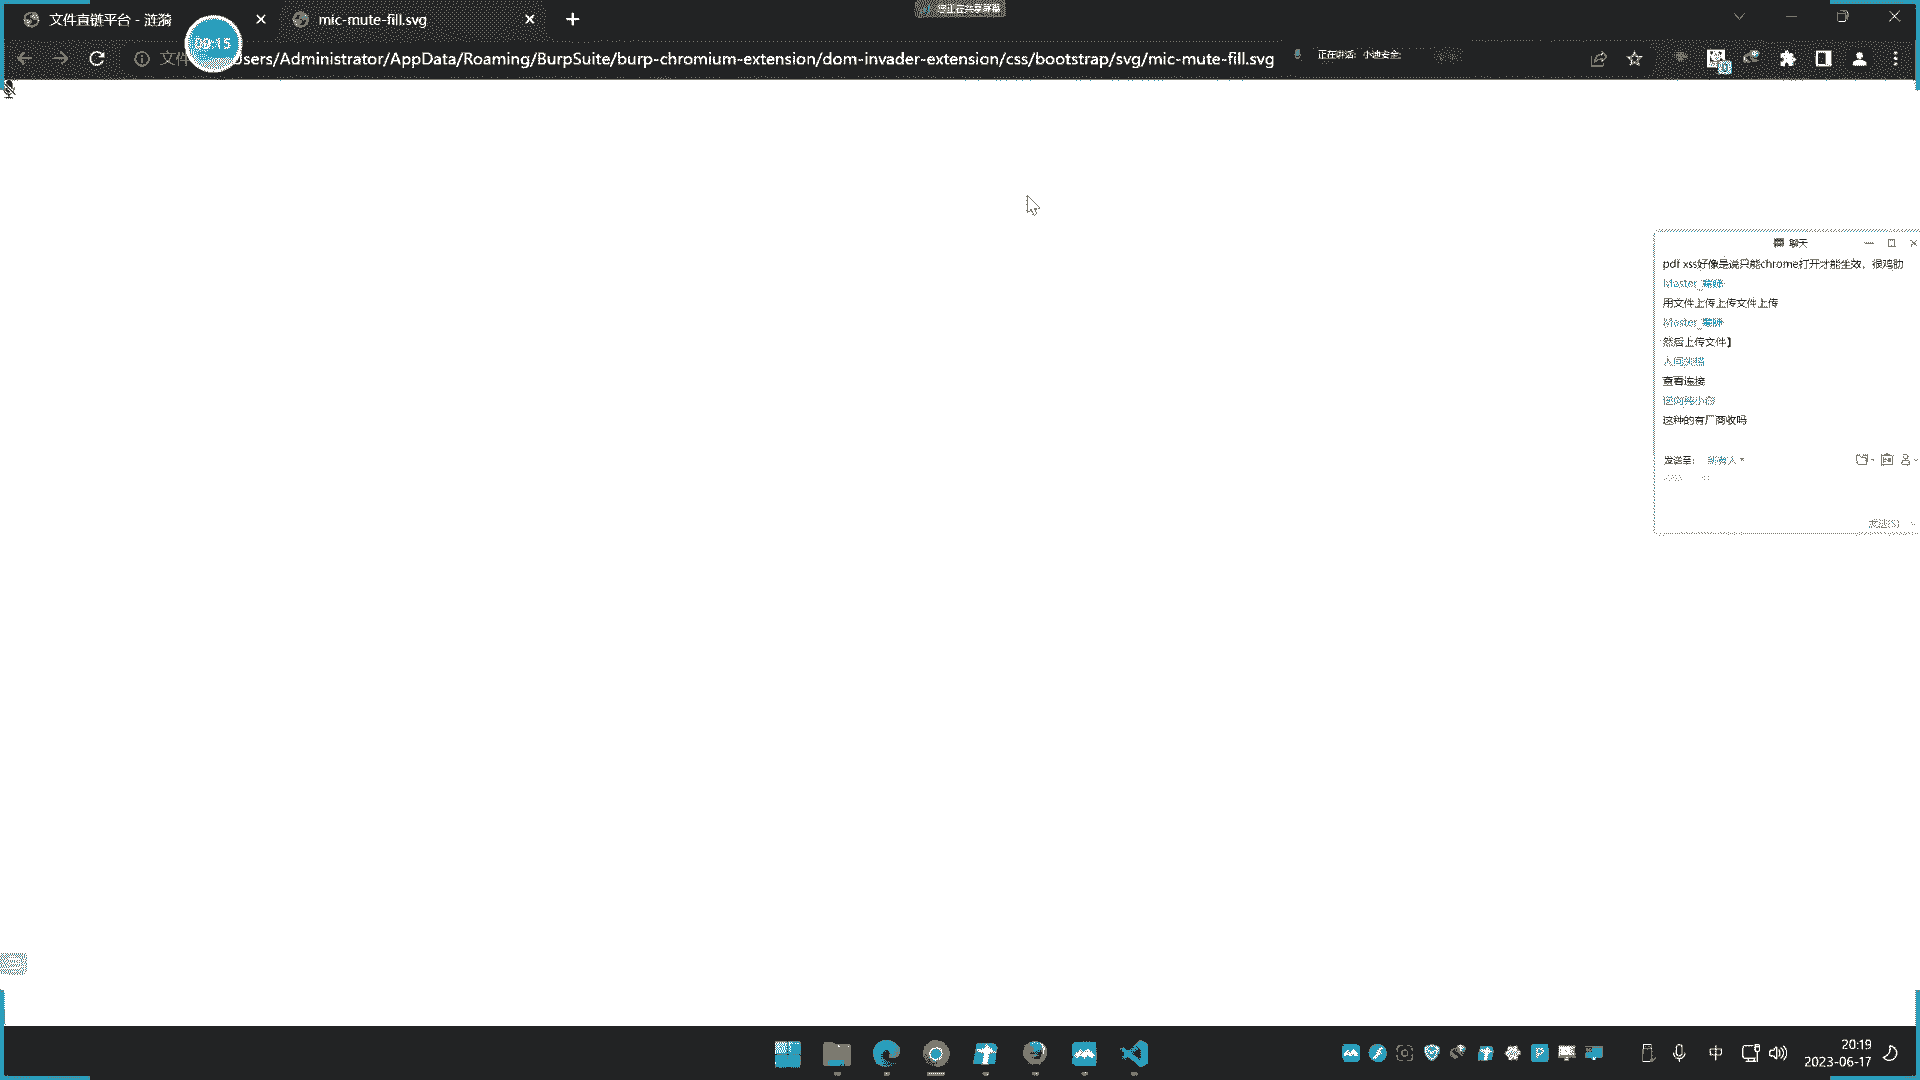 文件直链平台 - 涟漪
mic-mute-fill.svg
您正在共享屏幕
09:15
文件
sers/Administrator/AppData/Roaming/BurpSuite/burp-chromium-extension/dom-invader-extension/css/bootstrap/svg/mic-mute-fill.svg
正在讲话: 小迪安全;
聊天
pdf xss好像是说只能chrome打开才能生效，很鸡肋
Master_
用文件上传上传文件上传
Master_
然后上传文件】
查看连接
这种的有厂商收吗
发送至:
所有人
发送(S)
中
20:19
2023-06-17